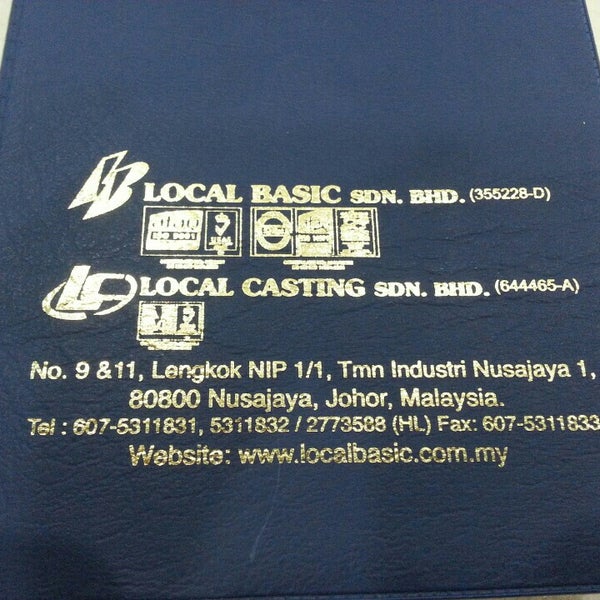 LOCAL BASIC SDN. BHD. (355228-D)
ISO 9001
LOCAL CASTING SDN. BHD. (644465-A)
No. 9 &11, Lengkok NIP 1/1, Tmn Industri Nusajaya 1,
80800 Nusajaya, Johor, Malaysia.
Tel : 607-5311831, 5311832 / 2773588 (HL) Fax: 607-5311833
Website: www.localbasic.com.my